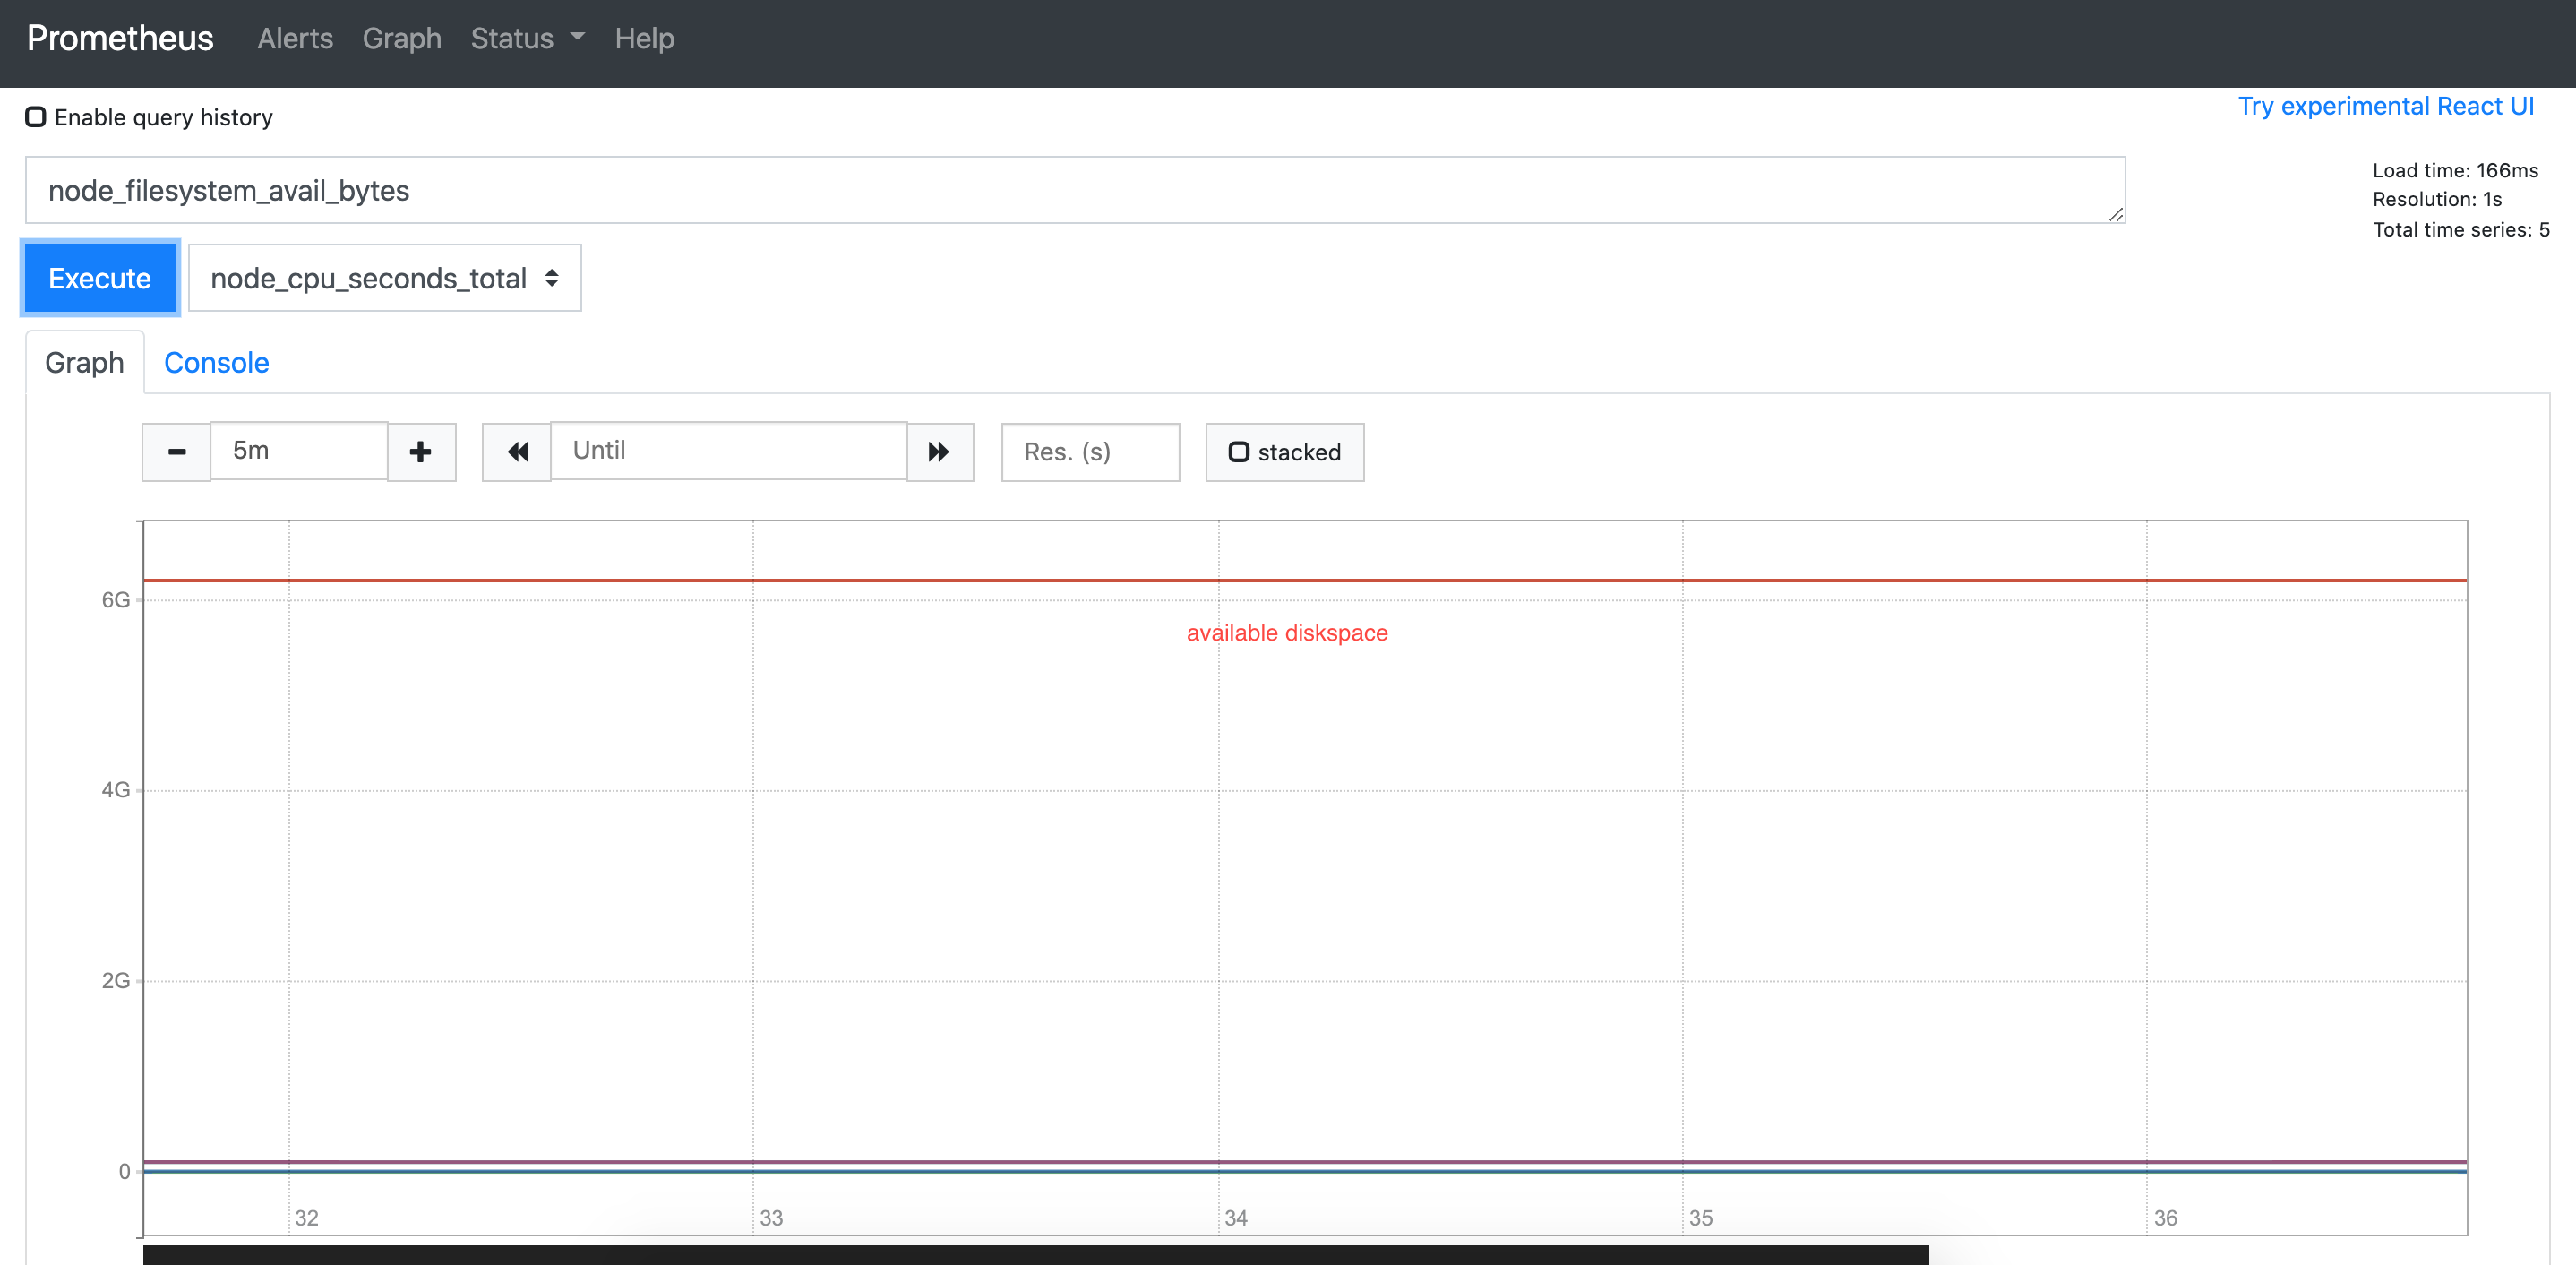 Prometheus Alerts Graph Status Help
Enable query history
Try experimental React UI
node_filesystem_avail_bytes
Load time: 166ms
Resolution: 1s
Total time series: 5
Execute node_cpu_seconds_total
Graph Console
5m Until Res. (s) stacked
6G
available diskspace
4G
2G
0
32 33 34 35 36